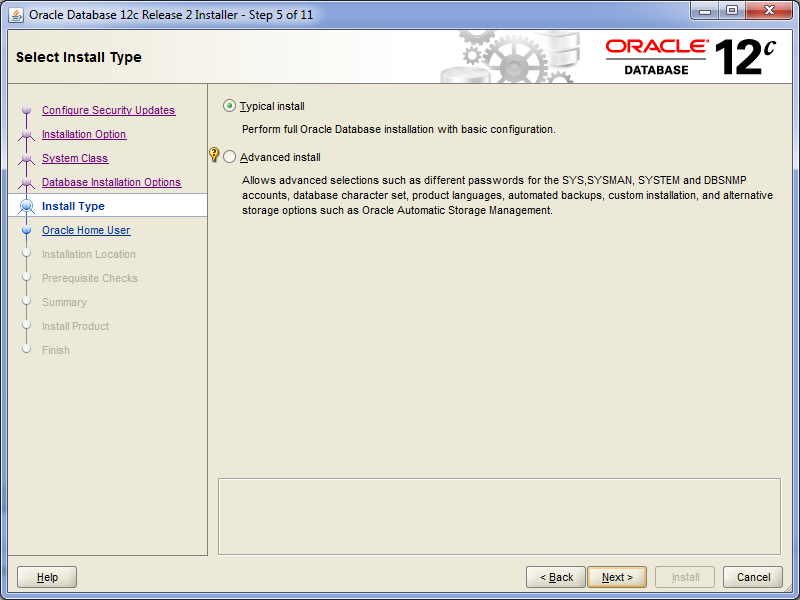 Oracle Database 12c Release 2 Installer - Step 5 of 11
Select Install Type
ORACLE®
DATABASE
12c
Configure Security Updates
Installation Option
System Class
Database Installation Options
Install Type
Oracle Home User
Installation Location
Prerequisite Checks
Summary
Install Product
Finish
Typical install
Perform full Oracle Database installation with basic configuration.
Advanced install
Allows advanced selections such as different passwords for the SYS,SYSMAN, SYSTEM and DBSNMP
accounts, database character set, product languages, automated backups, custom installation, and alternative
storage options such as Oracle Automatic Storage Management.
Help
< Back
Next >
Install
Cancel